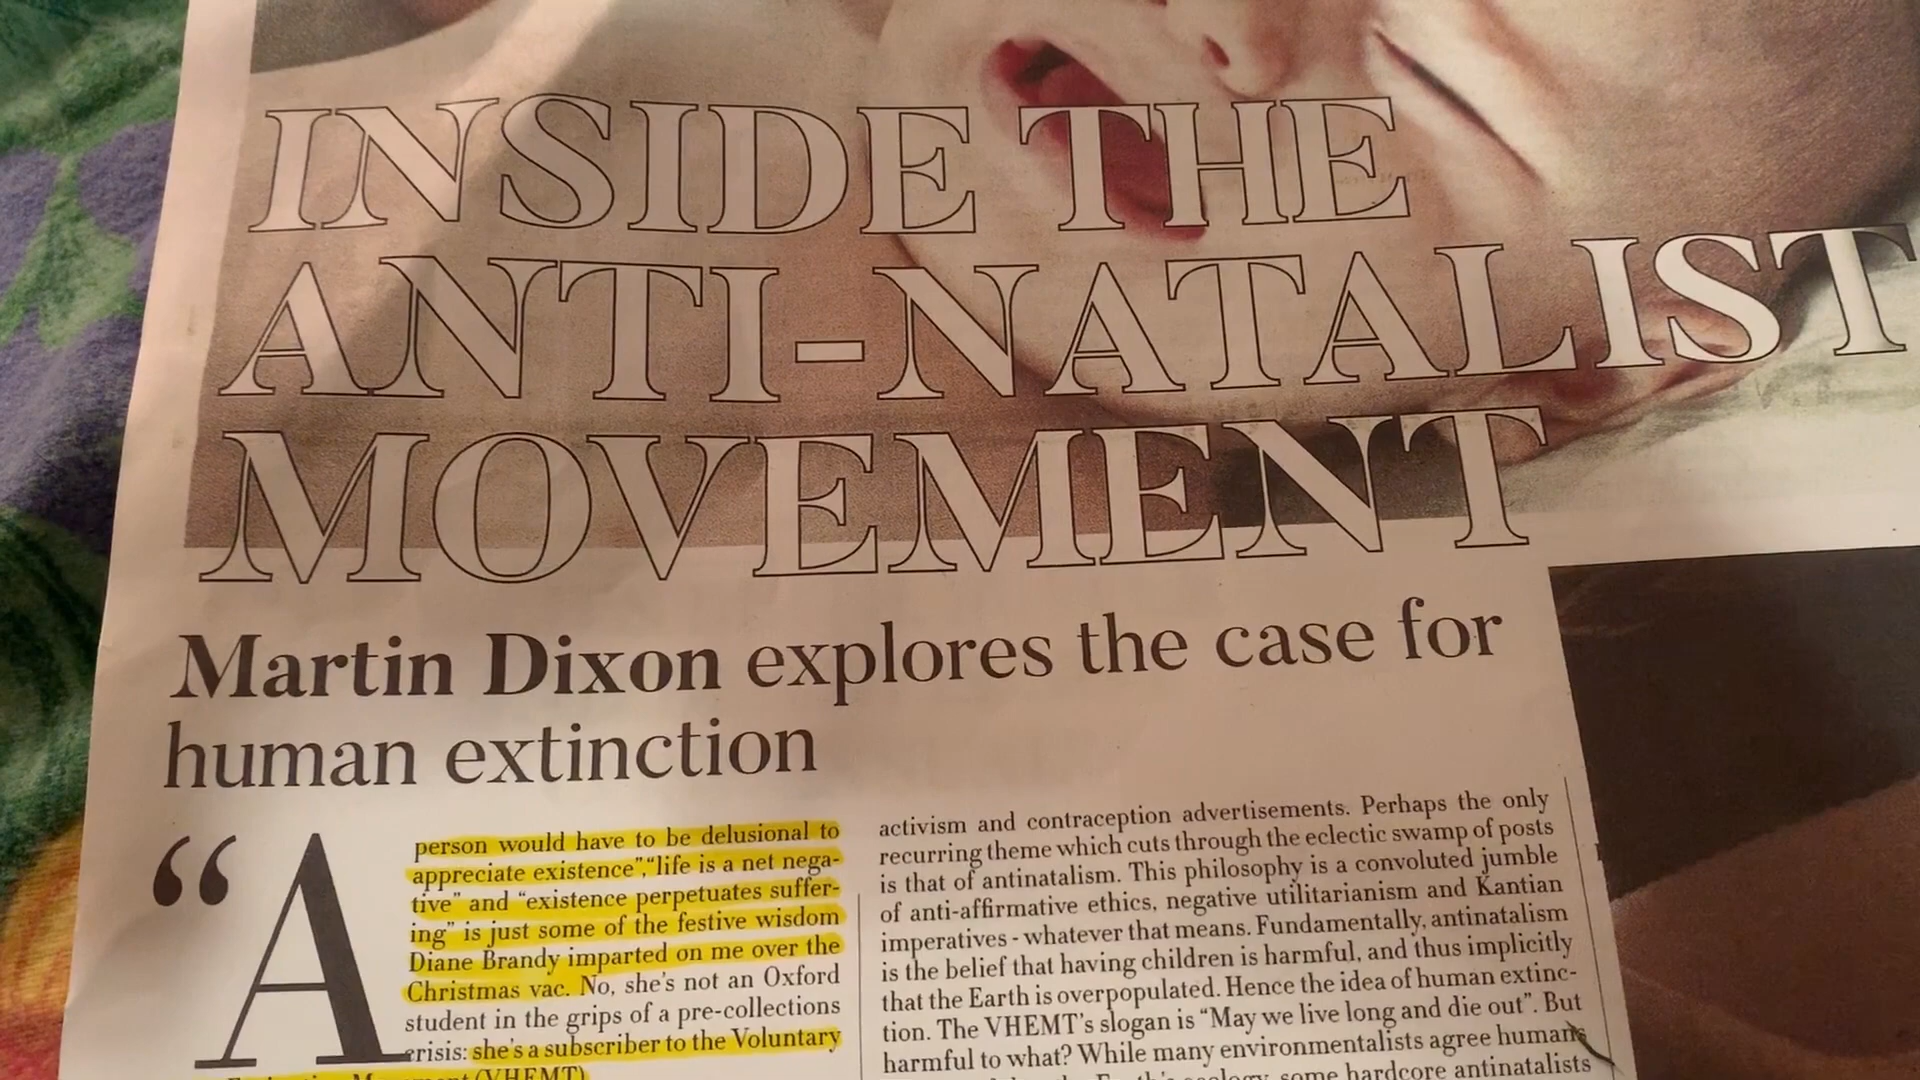 INSIDE THE
ANTI-NATALIST
MOVEMENT
Martin Dixon explores the case for
human extinction
“A person would have to be delusional to
appreciate existence”, “life is a net nega-
tive” and “existence perpetuates suffer-
ing” is just some of the festive wisdom
Diane Brandy imparted on me over the
Christmas vac. No, she's not an Oxford
student in the grips of a pre-collections
crisis: she's a subscriber to the Voluntary
(VHEMT)
activism and contraception advertisements. Perhaps the only
recurring theme which cuts through the eclectic swamp of posts
is that of antinatalism. This philosophy is a convoluted jumble
of anti-affirmative ethics, negative utilitarianism and Kantian
imperatives - whatever that means. Fundamentally, antinatalism
is the belief that having children is harmful, and thus implicitly
that the Earth is overpopulated. Hence the idea of human extinc-
tion. The VHEMT's slogan is “May we live long and die out”. But
harmful to what? While many environmentalists agree humans
some hardcore antinatalists